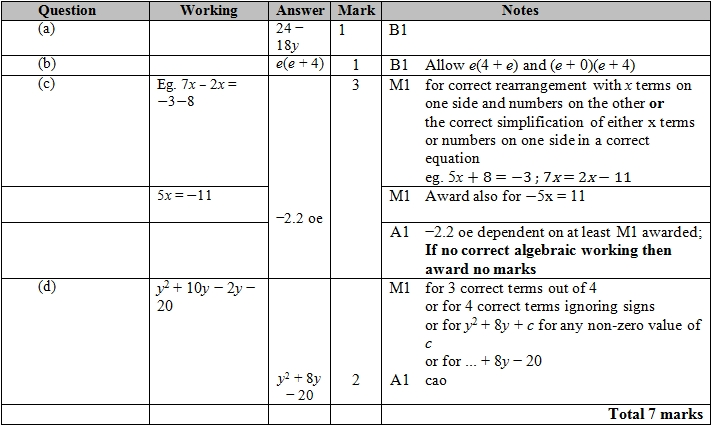 Question Working Answer Mark Notes
(a) 24 – 1 B1
18y
(b) e(e + 4) 1 B1 Allow e(4 + e) and (e + 0)(e + 4)
(c) Eg. 7x – 2x = 3 M1 for correct rearrangement with x terms on
−3−8 one side and numbers on the other or
the correct simplification of either x terms
or numbers on one side in a correct
equation
eg. 5x + 8 = −3 ; 7x = 2x − 11
5x = −11 M1 Award also for −5x = 11
−2.2 oe
A1 −2.2 oe dependent on at least M1 awarded;
If no correct algebraic working then
award no marks
(d) y² + 10y − 2y − M1 for 3 correct terms out of 4
20 or for 4 correct terms ignoring signs
or for y² + 8y + c for any non-zero value of
c
or for ... + 8y − 20
y² + 8y 2 A1 cao
− 20
Total 7 marks